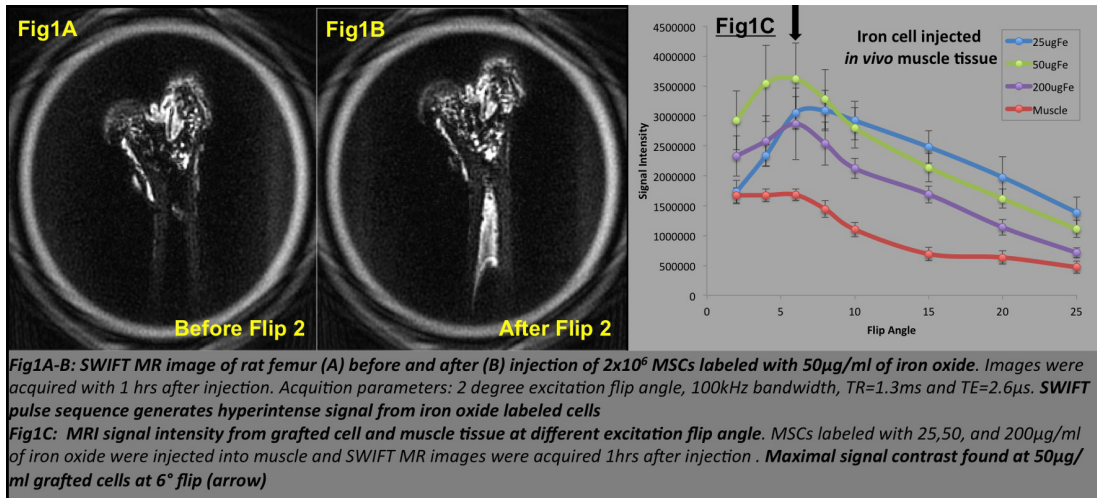 Fig1A
Before Flip 2
Fig1B
After Flip 2
Fig1C
Iron cell injected
in vivo muscle tissue
25ugFe
50ugFe
200ugFe
Muscle
Signal Intensity
4500000
4000000
3500000
3000000
2500000
2000000
1500000
1000000
500000
0
0 5 10 15 20 25
Flip Angle
Fig1A-B: SWIFT MR image of rat femur (A) before and after (B) injection of 2x10⁶ MSCs labeled with 50μg/ml of iron oxide. Images were
acquired with 1 hrs after injection. Acquition parameters: 2 degree excitation flip angle, 100kHz bandwidth, TR=1.3ms and TE=2.6μs. SWIFT
pulse sequence generates hyperintense signal from iron oxide labeled cells
Fig1C: MRI signal intensity from grafted cell and muscle tissue at different excitation flip angle. MSCs labeled with 25,50, and 200μg/ml
of iron oxide were injected into muscle and SWIFT MR images were acquired 1hrs after injection . Maximal signal contrast found at 50μg/
ml grafted cells at 6° flip (arrow)